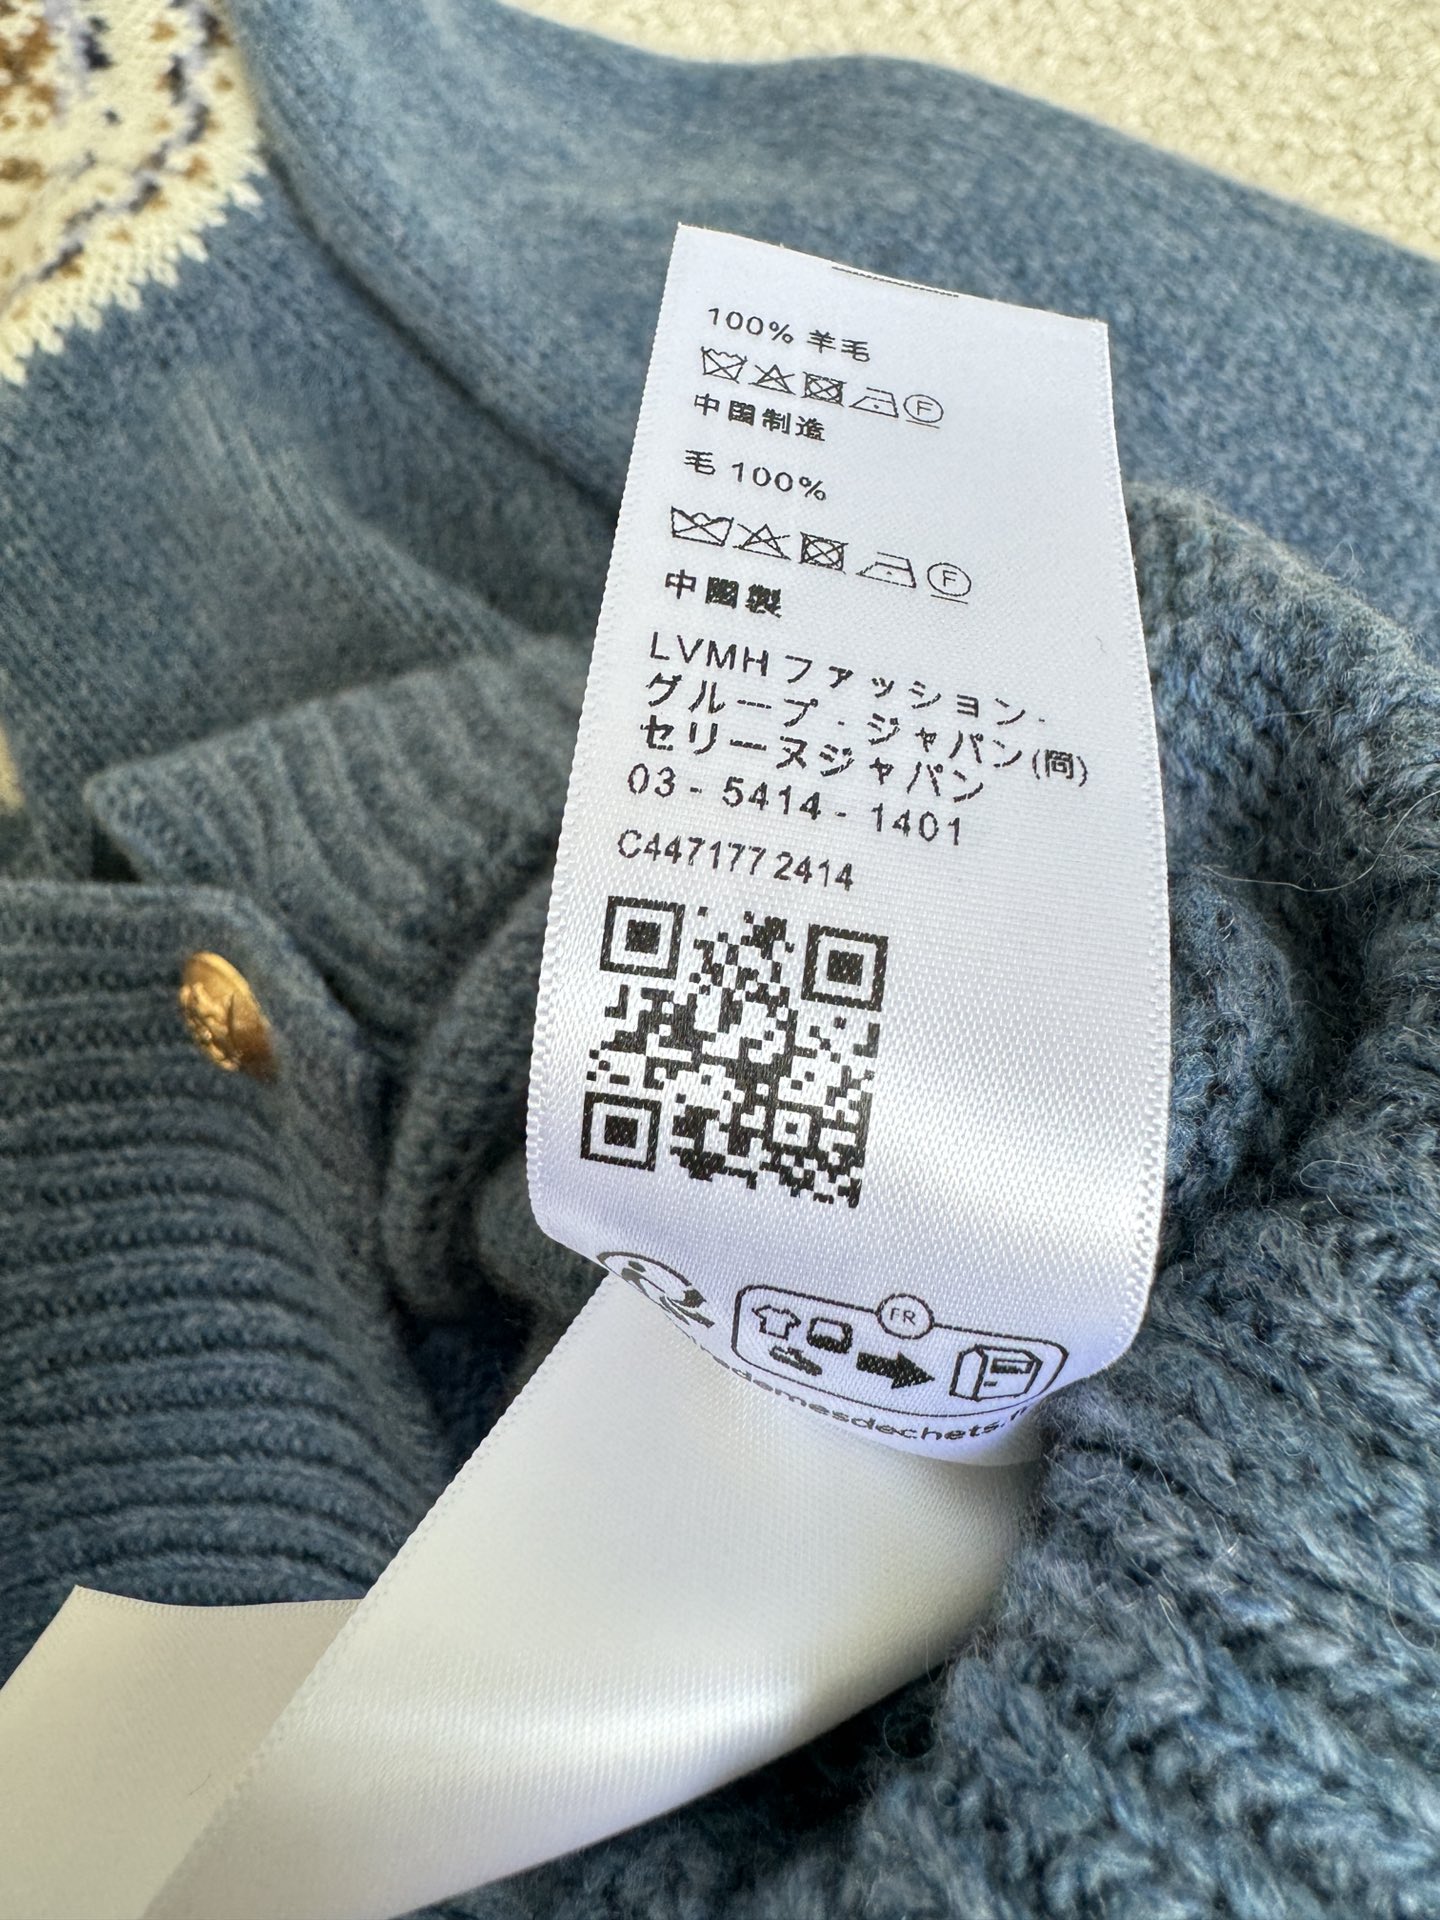 100% 羊毛
F
中国制造
毛 100%
F
中國製
LVMH ファッション・
グループ・ジャパン(同)
セリーヌジャパン
03-5414-1401
C4471772414
FR